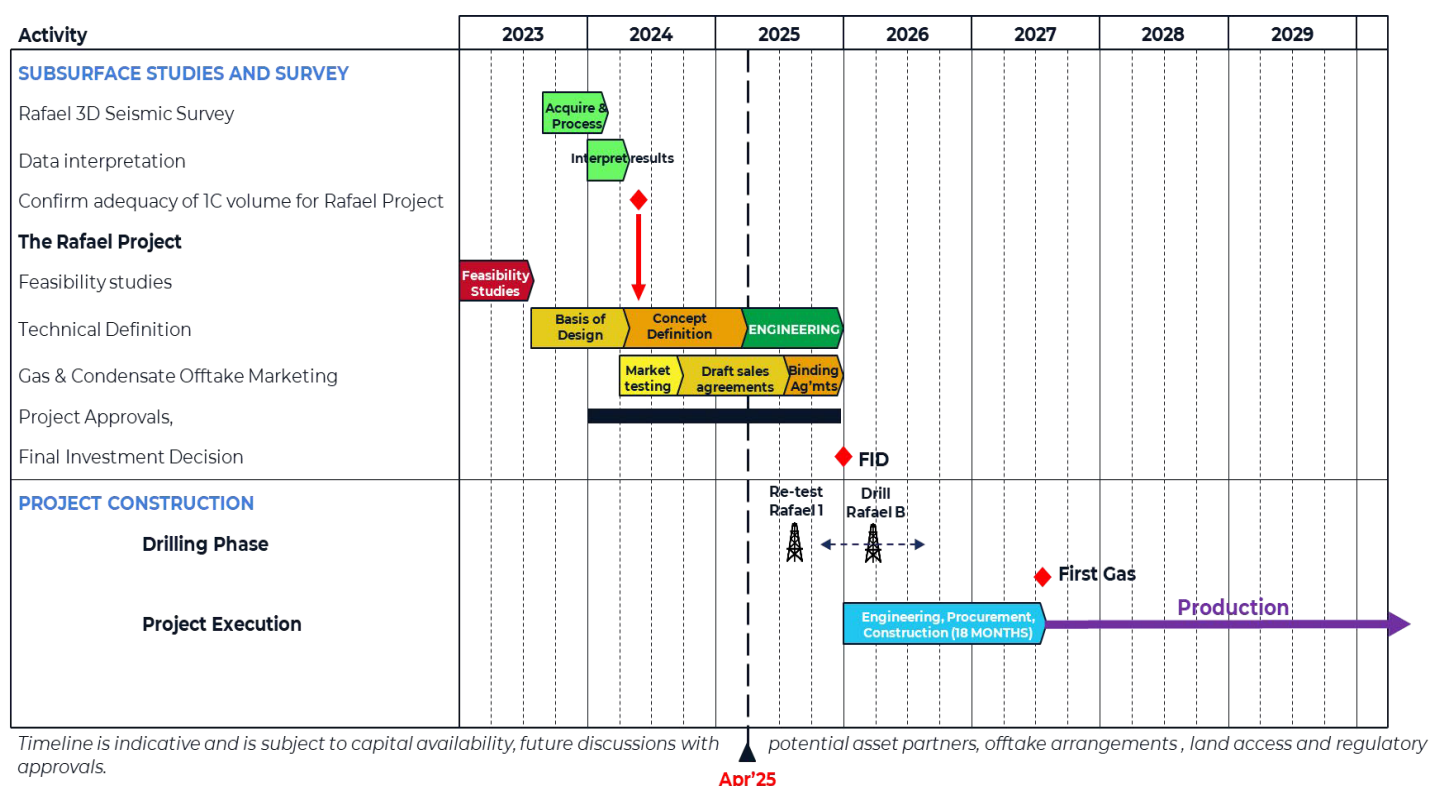 Activity
2023 2024 2025 2026 2027 2028 2029
SUBSURFACE STUDIES AND SURVEY
Rafael 3D Seismic Survey
Acquire &
Process
Data interpretation
Interpret results
Confirm adequacy of 1C volume for Rafael Project
The Rafael Project
Feasibility studies
Feasibility
Studies
Technical Definition
Basis of
Design
Concept
Definition
ENGINEERING
Gas & Condensate Offtake Marketing
Market
testing
Draft sales
agreements
Binding
Ag'mts
Project Approvals,
Final Investment Decision
FID
PROJECT CONSTRUCTION
Re-test
Rafael 1
Drill
Rafael B
Drilling Phase
First Gas
Project Execution
Engineering, Procurement,
Construction (18 MONTHS)
Production
Timeline is indicative and is subject to capital availability, future discussions with potential asset partners, offtake arrangements , land access and regulatory
approvals.
Apr'25